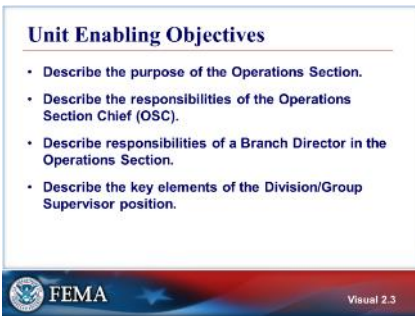 Unit Enabling Objectives
• Describe the purpose of the Operations Section.
• Describe the responsibilities of the Operations
Section Chief (OSC).
• Describe responsibilities of a Branch Director in the
Operations Section.
• Describe the key elements of the Division/Group
Supervisor position.
FEMA
Visual 2.3